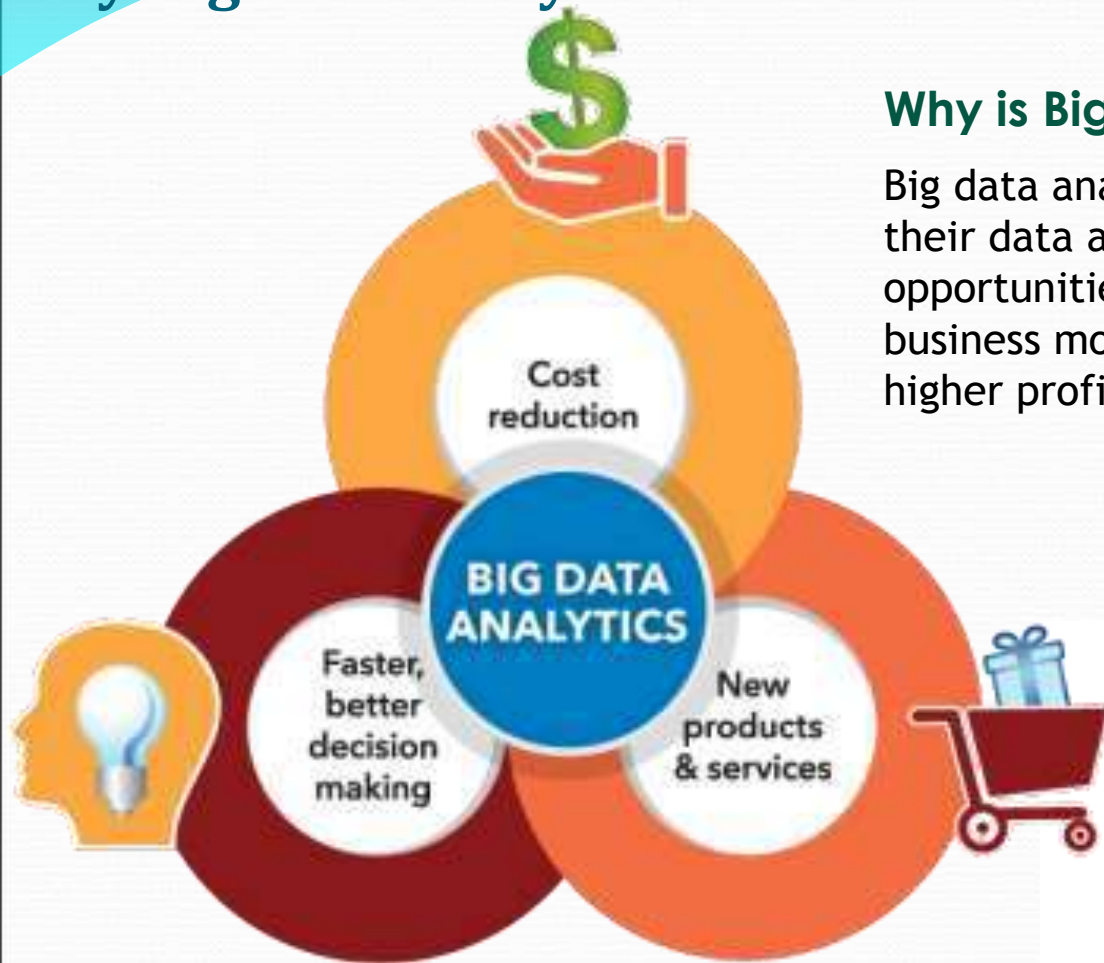 Why is Big
Big data ana
their data a
opportunitie
business mo
higher profi
Cost
reduction
BIG DATA
ANALYTICS
Faster,
better
decision
making
New
products
& services